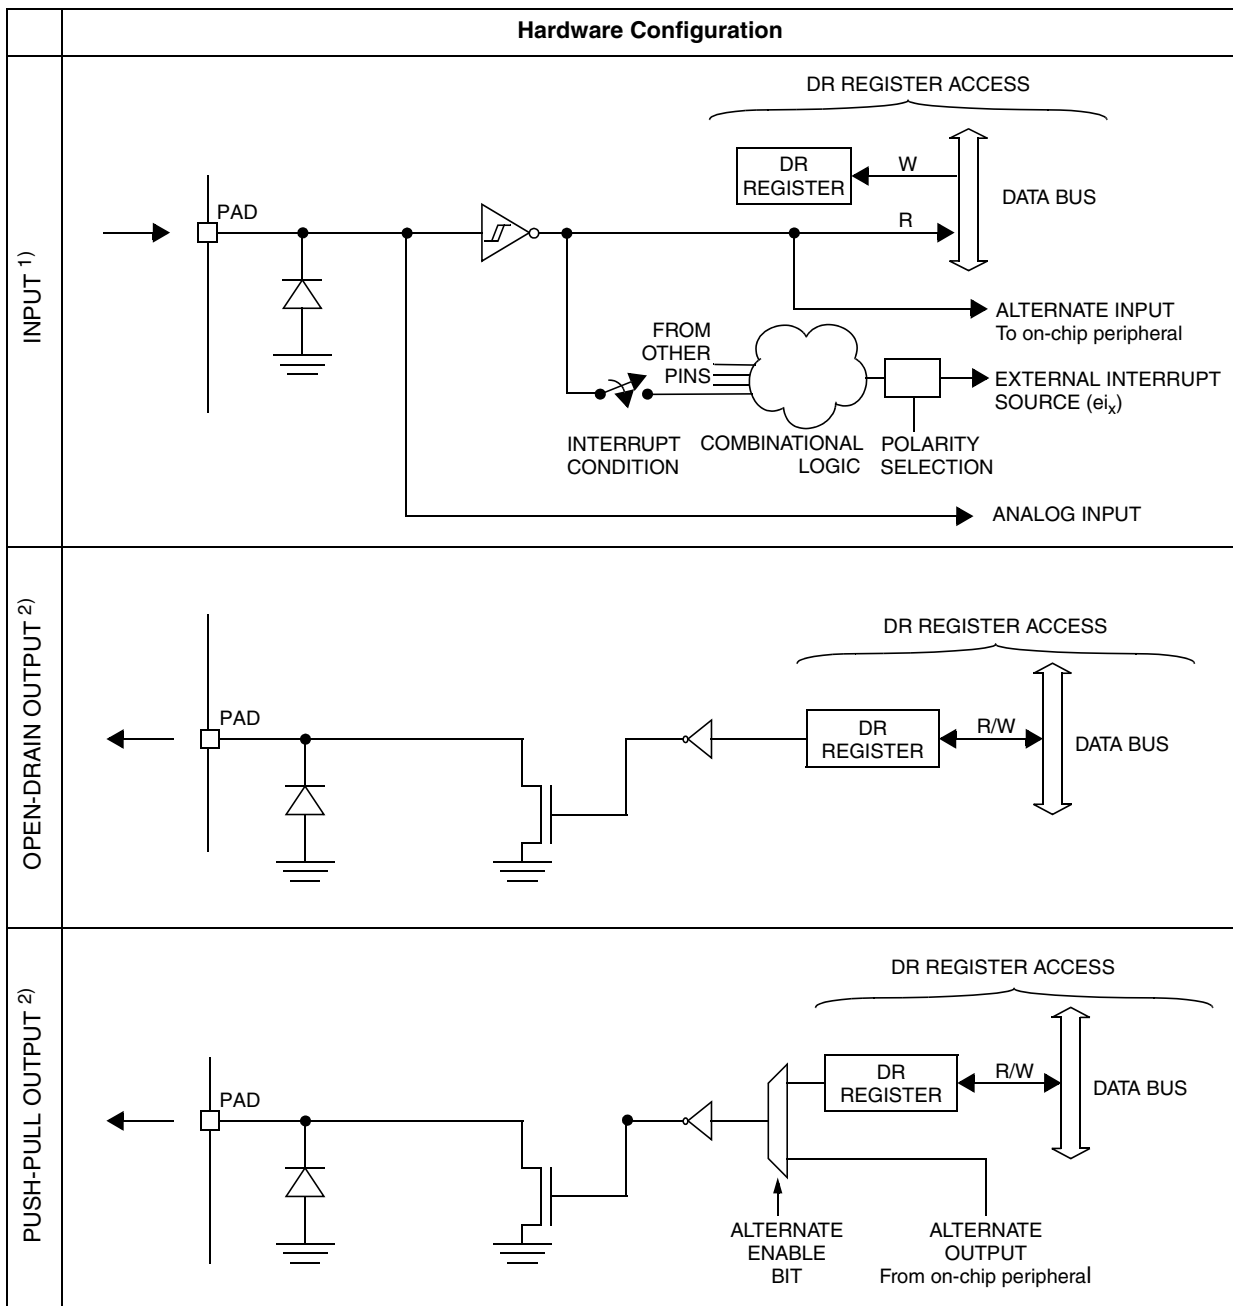 Hardware Configuration
INPUT 1)
DR REGISTER ACCESS
DR
REGISTER
W
DATA BUS
PAD
R
ALTERNATE INPUT
To on-chip peripheral
FROM
OTHER
PINS
EXTERNAL INTERRUPT
SOURCE (eix)
INTERRUPT
CONDITION
COMBINATIONAL
LOGIC
POLARITY
SELECTION
ANALOG INPUT
OPEN-DRAIN OUTPUT 2)
DR REGISTER ACCESS
PAD
DR
REGISTER
R/W
DATA BUS
PUSH-PULL OUTPUT 2)
DR REGISTER ACCESS
PAD
DR
REGISTER
R/W
DATA BUS
ALTERNATE
ENABLE
BIT
ALTERNATE
OUTPUT
From on-chip peripheral